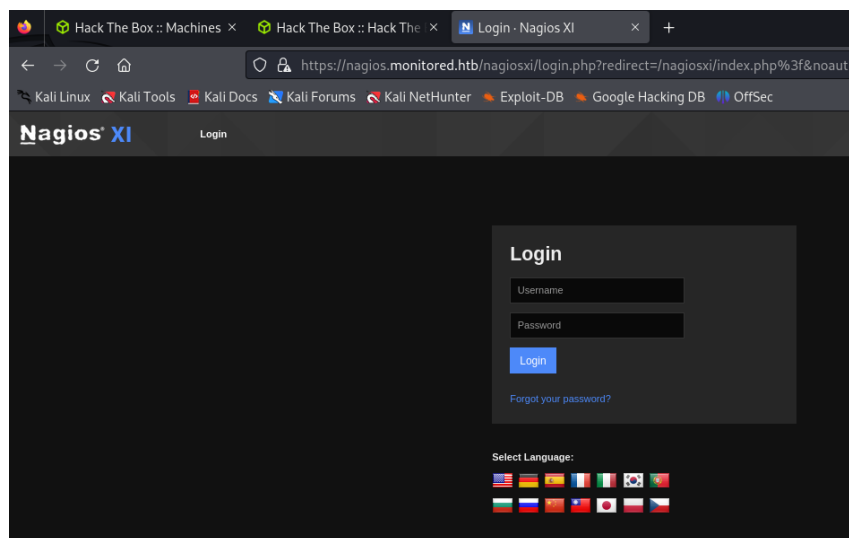 Hack The Box :: Machines
Hack The Box :: Hack The
Login · Nagios XI
https://nagios.monitored.htb/nagiosxi/login.php?redirect=/nagiosxi/index.php%3f&noaut
Kali Linux Kali Tools Kali Docs Kali Forums Kali NetHunter Exploit-DB Google Hacking DB OffSec
Nagios® XI Login
Login
Username
Password
Login
Forgot your password?
Select Language: